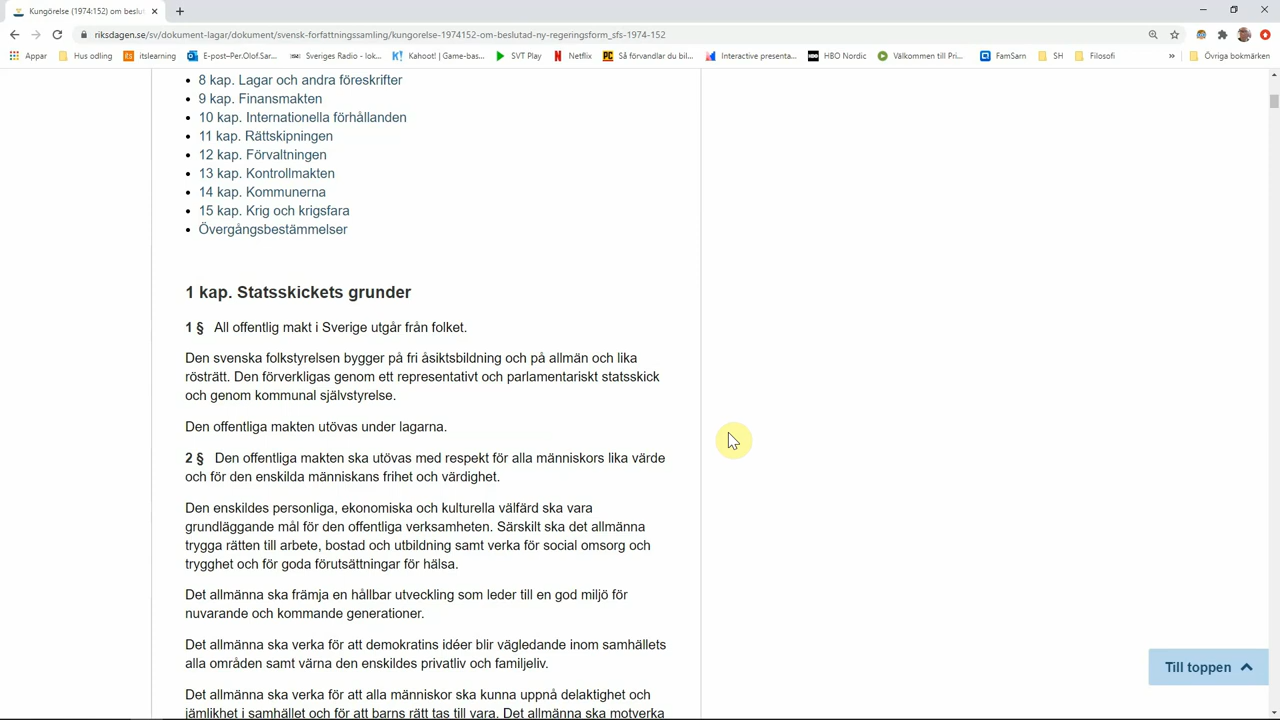 Kungörelse (1974:152) om beslut
riksdagen.se/sv/dokument-lagar/dokument/svensk-forfattningssamling/kungorelse-1974152-om-beslutad-ny-regeringsform_sfs-1974-152
Appar Hus odling itslearning E-post–Per.Olof.Sar... Sveriges Radio - lok... Kahoot! | Game-bas... SVT Play Netflix Så förvandlar du bil... Interactive presenta... HBO Nordic Välkommen till Pri... FamSarn SH Filosofi » Övriga bokmärken
8 kap. Lagar och andra föreskrifter
9 kap. Finansmakten
10 kap. Internationella förhållanden
11 kap. Rättskipningen
12 kap. Förvaltningen
13 kap. Kontrollmakten
14 kap. Kommunerna
15 kap. Krig och krigsfara
Övergångsbestämmelser
1 kap. Statsskickets grunder
1 § All offentlig makt i Sverige utgår från folket.
Den svenska folkstyrelsen bygger på fri åsiktsbildning och på allmän och lika
rösträtt. Den förverkligas genom ett representativt och parlamentariskt statsskick
och genom kommunal självstyrelse.
Den offentliga makten utövas under lagarna.
2 § Den offentliga makten ska utövas med respekt för alla människors lika värde
och för den enskilda människans frihet och värdighet.
Den enskildes personliga, ekonomiska och kulturella välfärd ska vara
grundläggande mål för den offentliga verksamheten. Särskilt ska det allmänna
trygga rätten till arbete, bostad och utbildning samt verka för social omsorg och
trygghet och för goda förutsättningar för hälsa.
Det allmänna ska främja en hållbar utveckling som leder till en god miljö för
nuvarande och kommande generationer.
Det allmänna ska verka för att demokratins idéer blir vägledande inom samhällets
alla områden samt värna den enskildes privatliv och familjeliv.
Till toppen
Det allmänna ska verka för att alla människor ska kunna uppnå delaktighet och
jämlikhet i samhället och för att barns rätt tas till vara. Det allmänna ska motverka